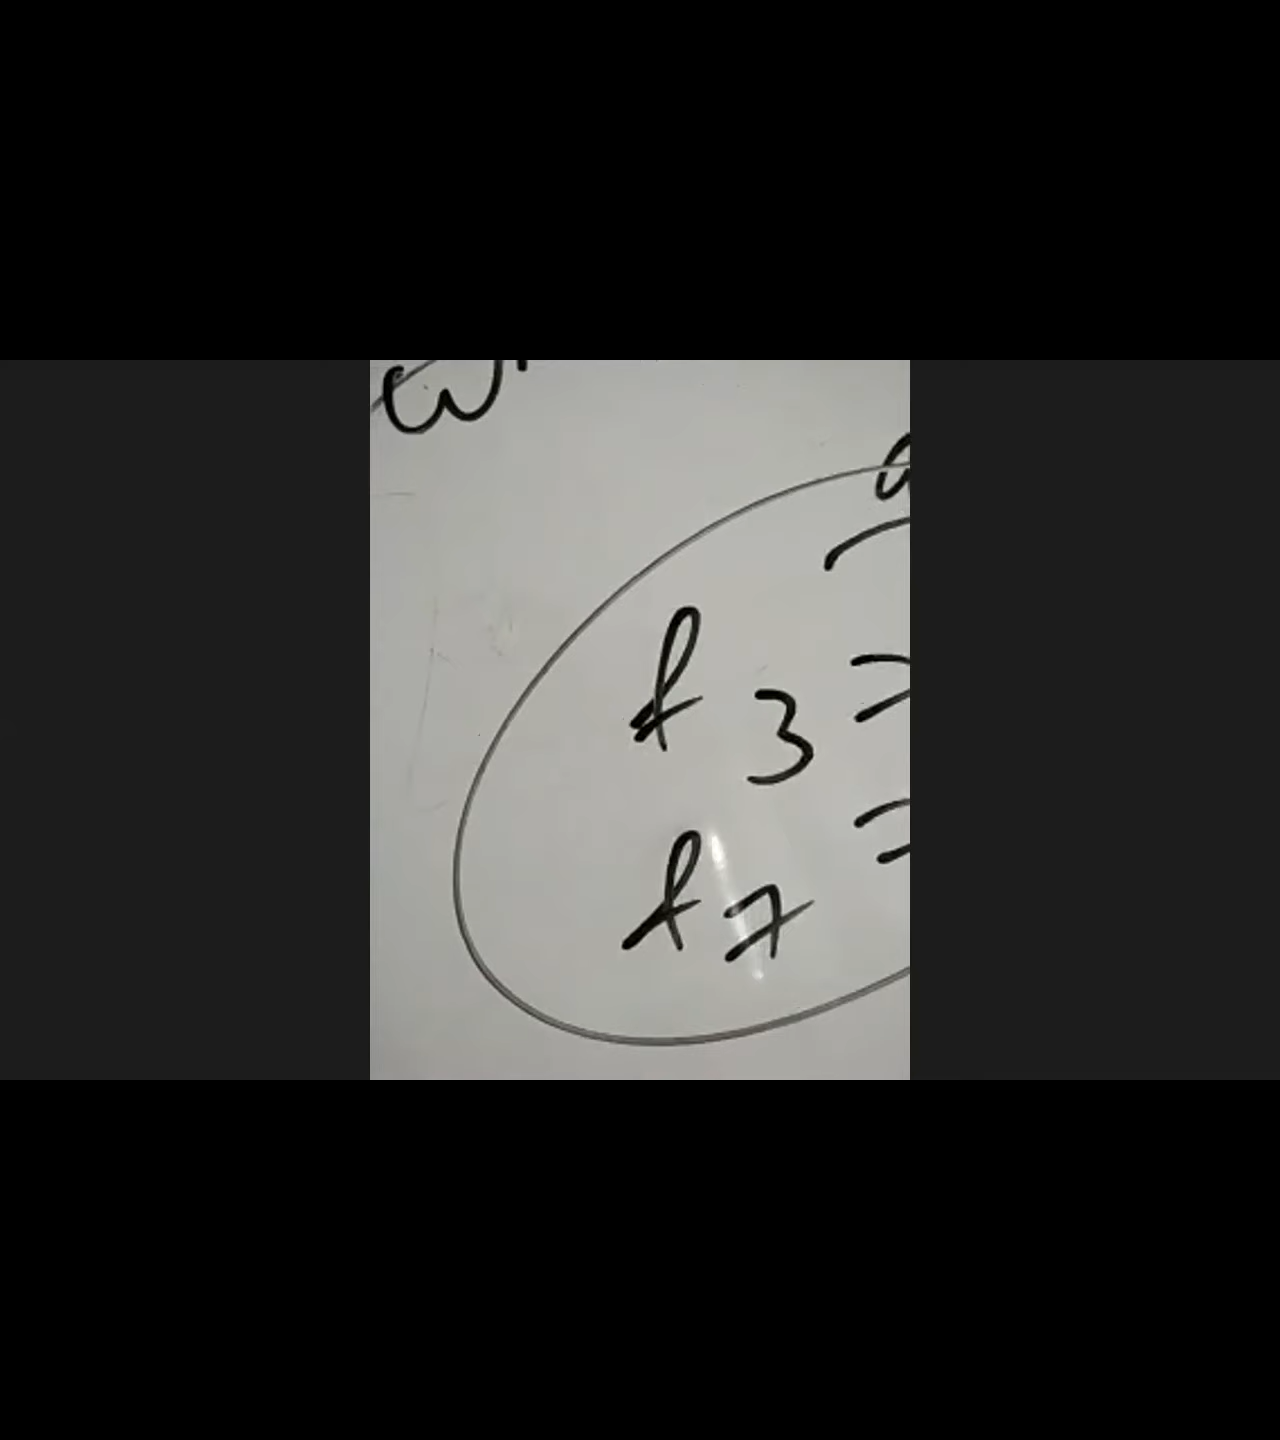 w
f3 =
f7 =